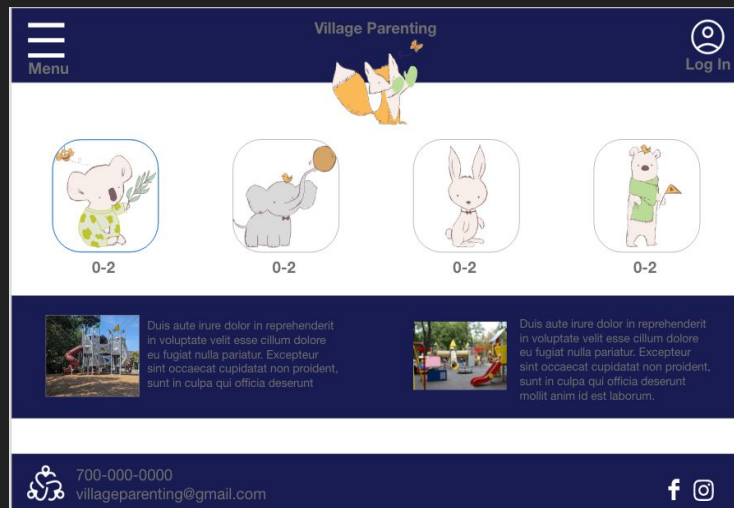 Village Parenting
Menu
Log In
0-2
0-2
0-2
0-2
Duis aute irure dolor in reprehenderit
in voluptate velit esse cillum dolore
eu fugiat nulla pariatur. Excepteur
sint occaecat cupidatat non proident,
sunt in culpa qui officia deserunt
Duis aute irure dolor in reprehenderit
in voluptate velit esse cillum dolore
eu fugiat nulla pariatur. Excepteur
sint occaecat cupidatat non proident,
sunt in culpa qui officia deserunt
mollit anim id est laborum.
700-000-0000
villageparenting@gmail.com